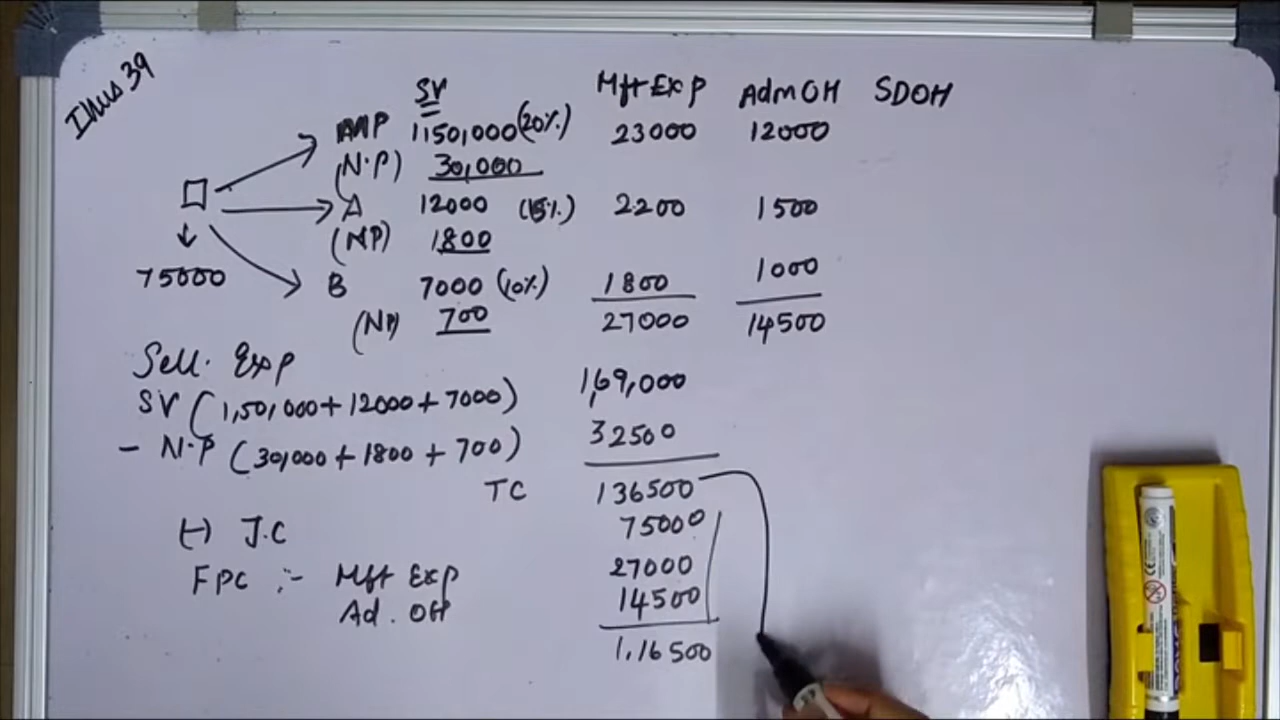 Illus 39
SV Mft Exp Adm OH SDOH
MP 1150,000 (20%) 23000 12000
(N.P) 30,000
A 12000 (15%) 2200 1500
(NP) 1800
75000
B 7000 (10%) 1800 1000
(NP) 700 27000 14500
Sell. Exp
SV (1,50,000 + 12000 + 7000) 1,69,000
- N.P (30,000 + 1800 + 700) 32500
TC 136500
(-) J.C 75000
FPC :- Mft Exp 27000
Ad. OH 14500
1,16500